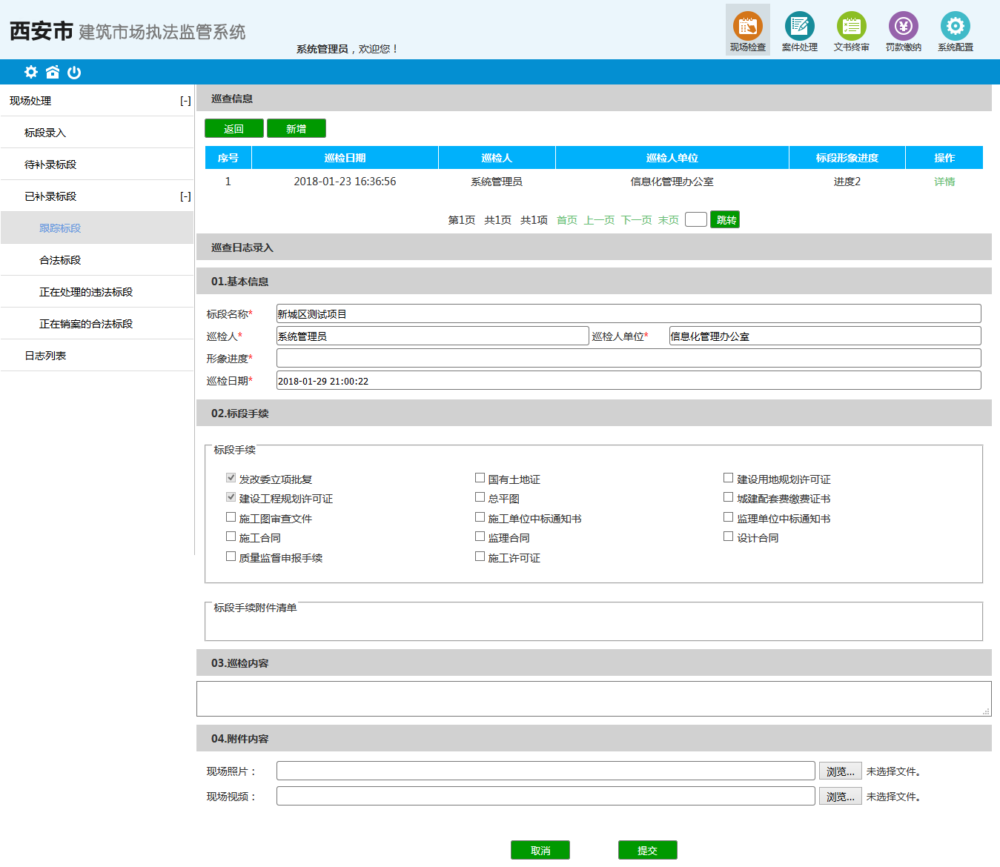 西安市 建筑市场执法监管系统
系统管理员，欢迎您！
现场检查 案件处理 文书终审 罚款缴纳 系统配置
现场处理 [-]
标段录入
待补录标段
已补录标段 [-]
跟踪标段
合法标段
正在处理的违法标段
正在销案的合法标段
日志列表
巡查信息
返回 新增
序号 巡检日期 巡检人 巡检人单位 标段形象进度 操作
1 2018-01-23 16:36:56 系统管理员 信息化管理办公室 进度2 详情
第1页 共1页 共1项 首页 上一页 下一页 末页 跳转
巡查日志录入
01.基本信息
标段名称* 新城区测试项目
巡检人* 系统管理员 巡检人单位* 信息化管理办公室
形象进度*
巡检日期* 2018-01-29 21:00:22
02.标段手续
标段手续
发改委立项批复 国有土地证 建设用地规划许可证
建设工程规划许可证 总平图 城建配套费缴费证书
施工图审查文件 施工单位中标通知书 监理单位中标通知书
施工合同 监理合同 设计合同
质量监督申报手续 施工许可证
标段手续附件清单
03.巡检内容
04.附件内容
现场照片： 浏览... 未选择文件。
现场视频： 浏览... 未选择文件。
取消 提交